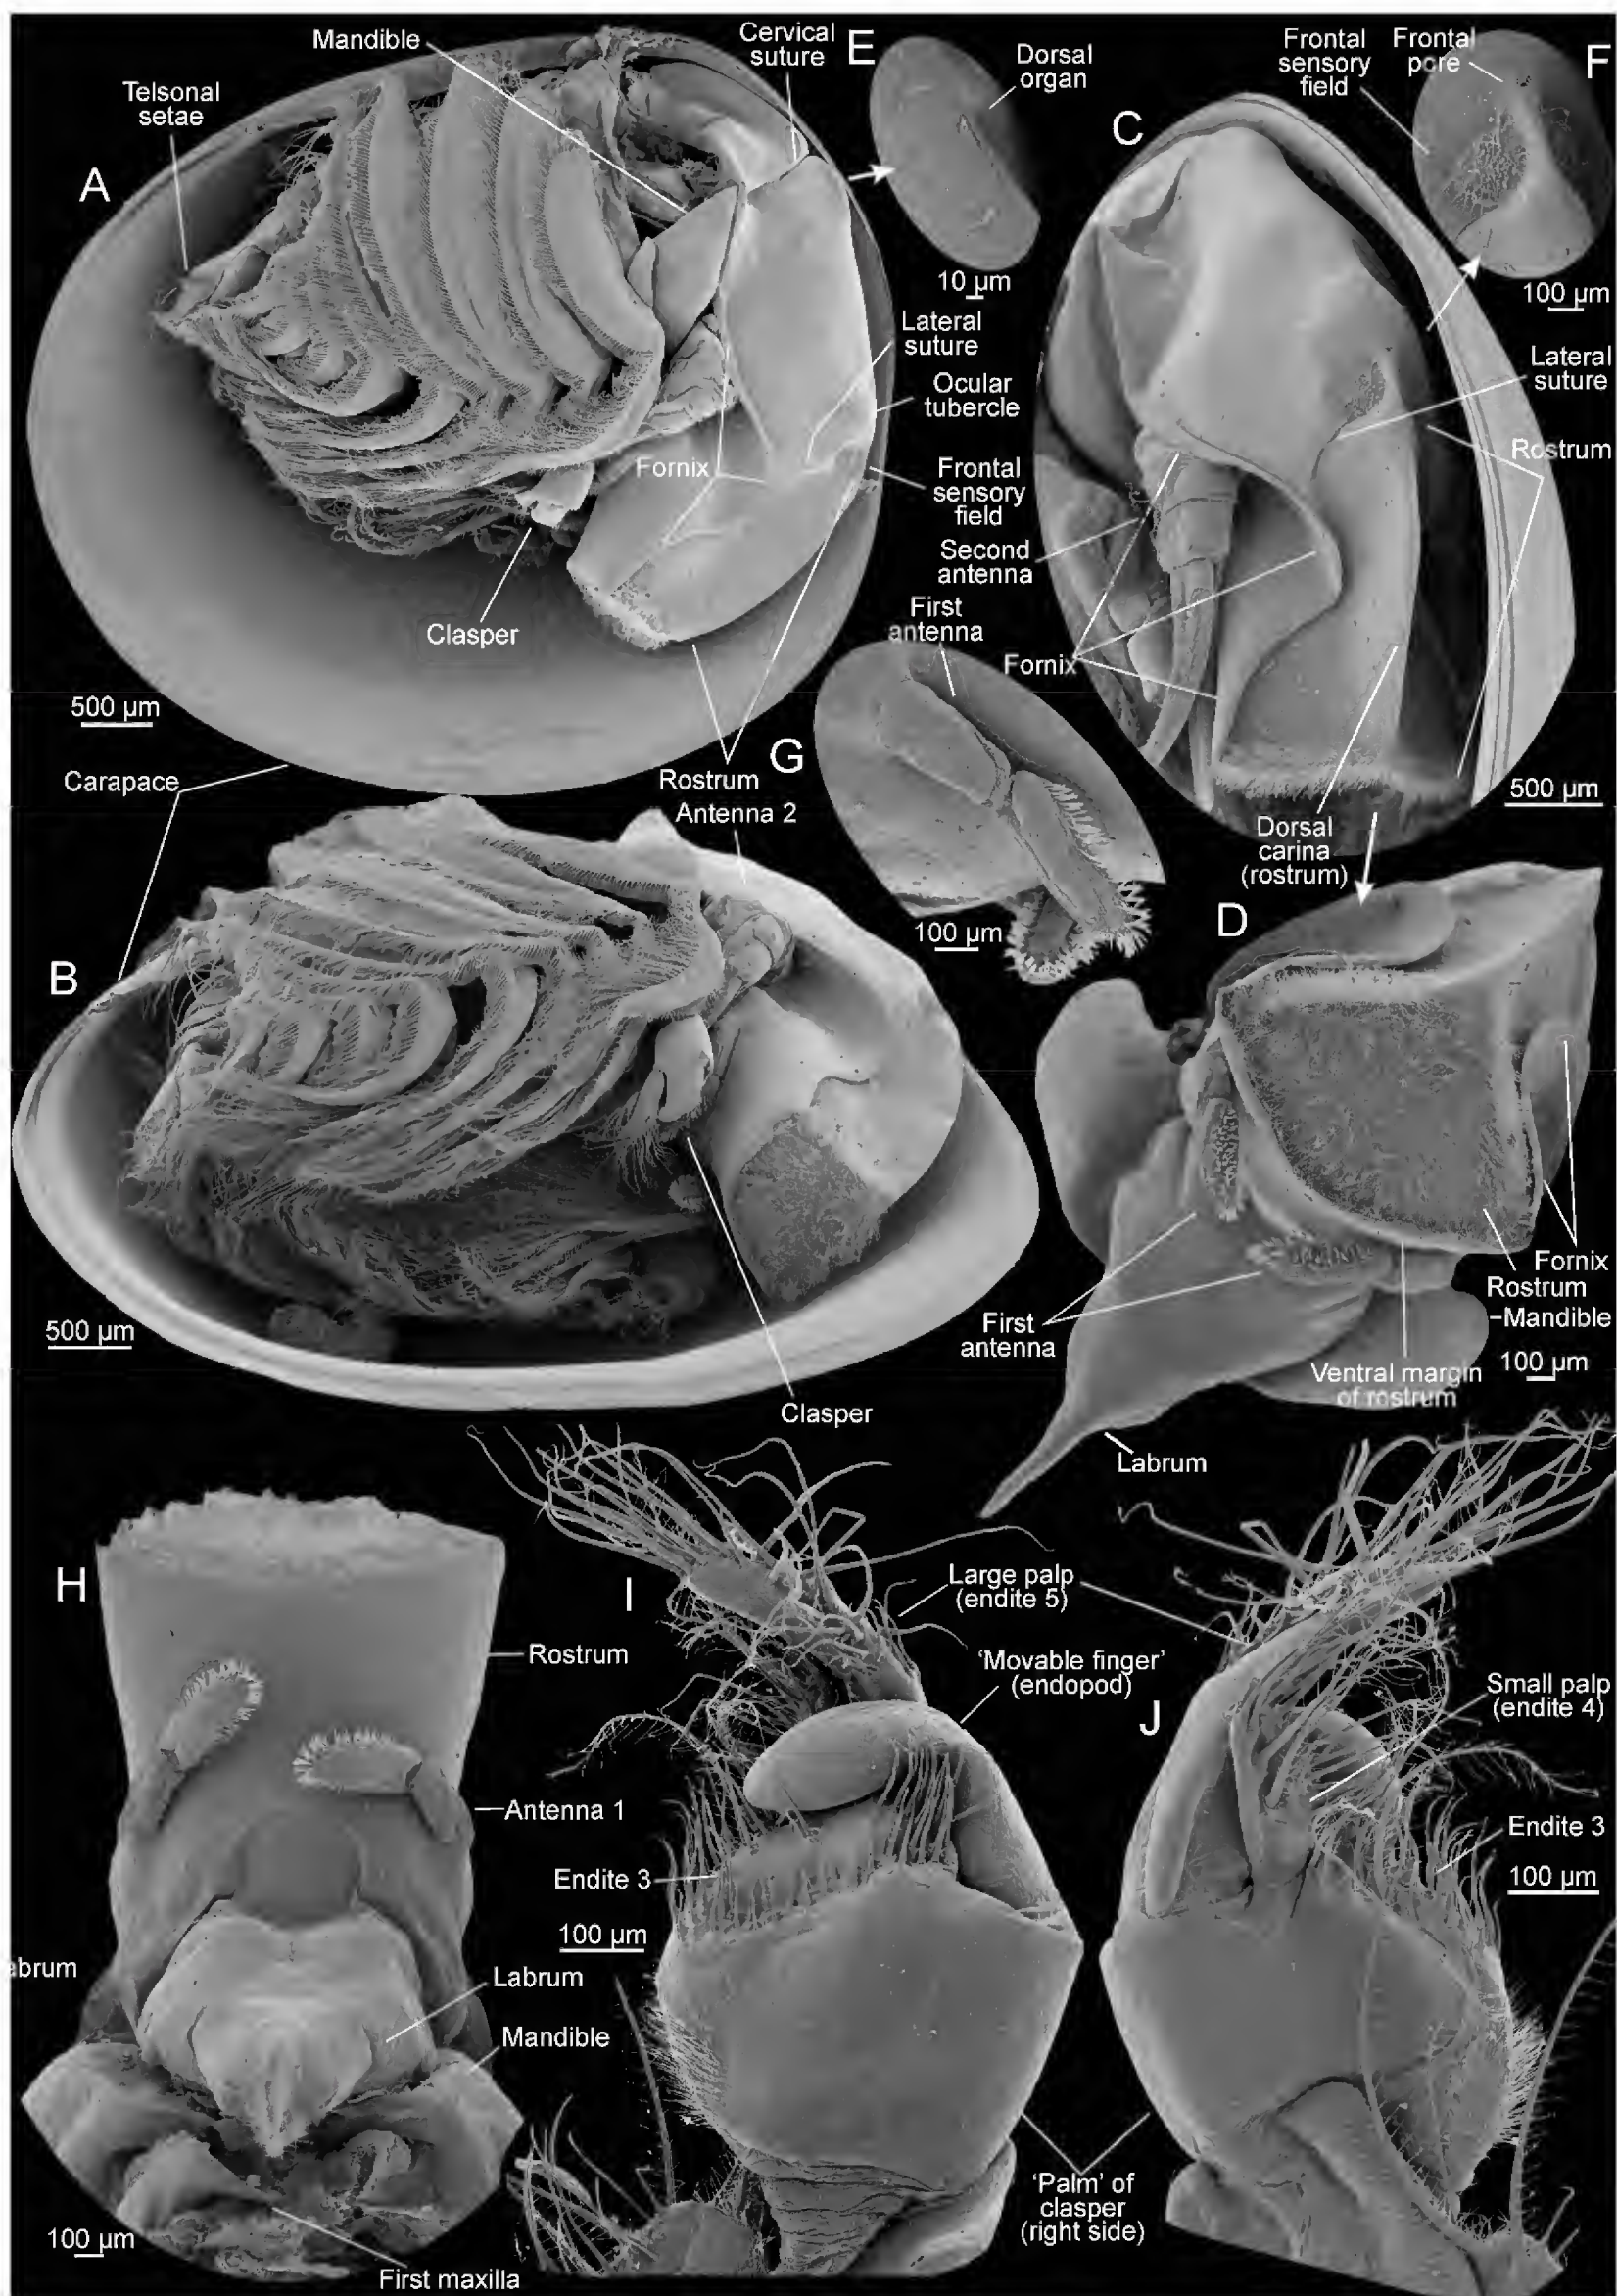 Mandible
Cervical
suture
E
Dorsal
organ
Frontal
sensory
field
Frontal
pore
F
Telsonal
setae
A
C
10 µm
100 µm
Lateral
suture
Ocular
tubercle
Lateral
suture
Rostrum
Fornix
Frontal
sensory
field
Second
antenna
First
antenna
Fornix
Clasper
500 µm
Carapace
Rostrum
G
500 µm
Antenna 2
Dorsal
carina
(rostrum)
100 µm
D
B
Fornix
Rostrum
–Mandible
First
antenna
500 µm
Ventral margin
of rostrum
100 µm
Clasper
Labrum
H
I
Large palp
(endite 5)
Rostrum
‘Movable finger’
(endopod)
J
Small palp
(endite 4)
Antenna 1
Endite 3
Endite 3
100 µm
100 µm
abrum
Labrum
Mandible
‘Palm’ of
clasper
(right side)
100 µm
First maxilla